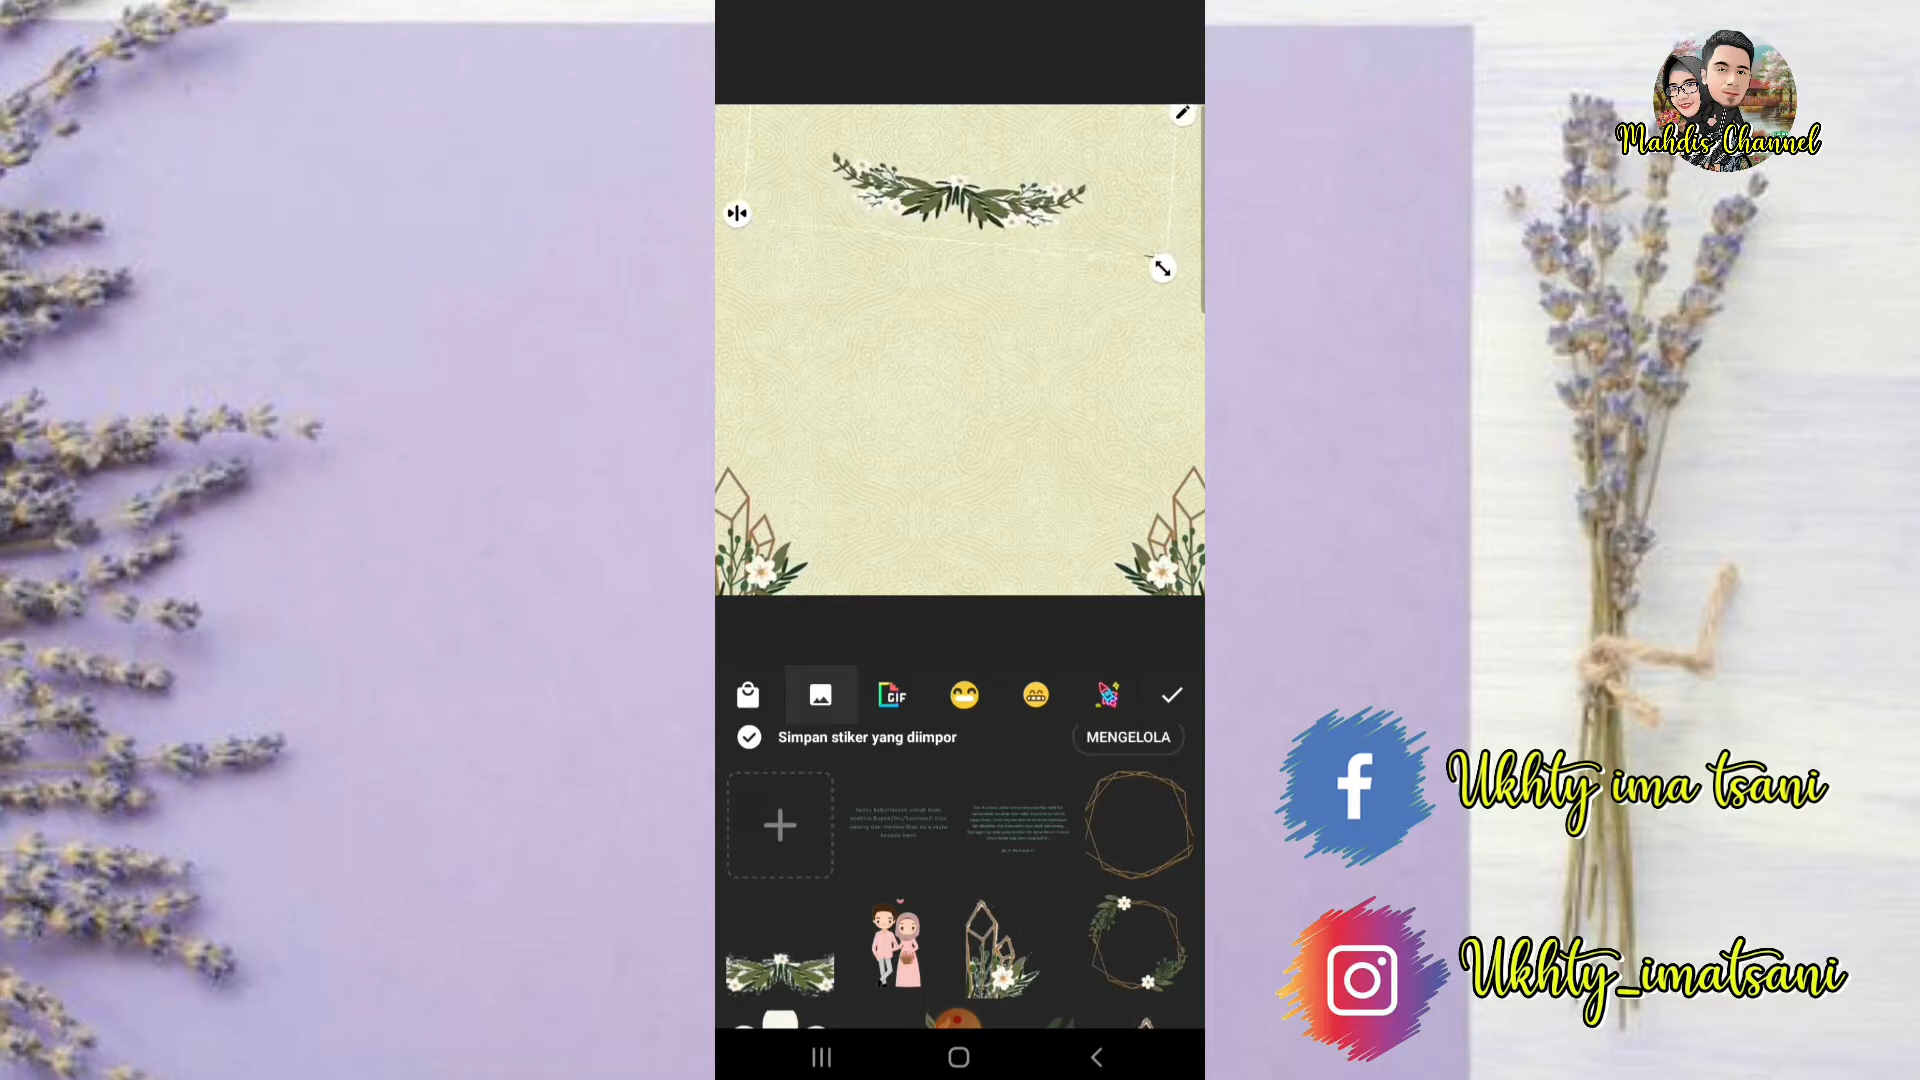 Mahdis Channel
GIF
Simpan stiker yang diimpor
MENGELOLA
Ukhty ima tsani
Ukhty_imatsani